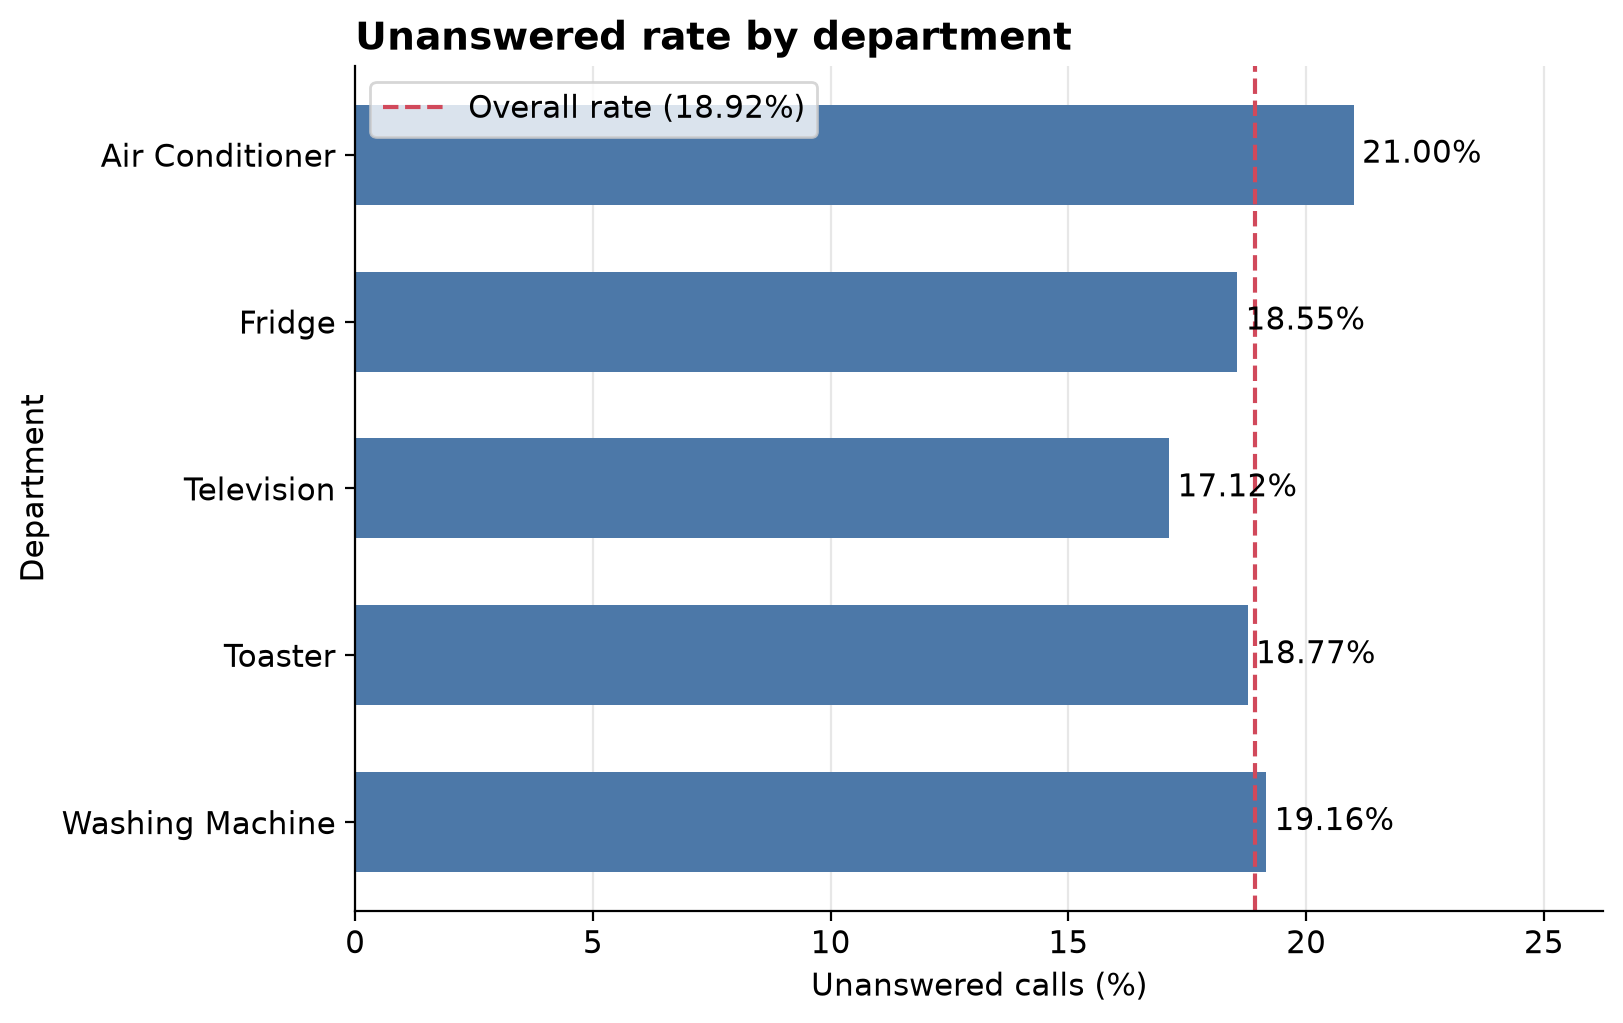 Unanswered rate by department
Overall rate (18.92%)
Air Conditioner
21.00%
Fridge
18.55%
Television
17.12%
Toaster
18.77%
Washing Machine
19.16%
Department
0 5 10 15 20 25
Unanswered calls (%)